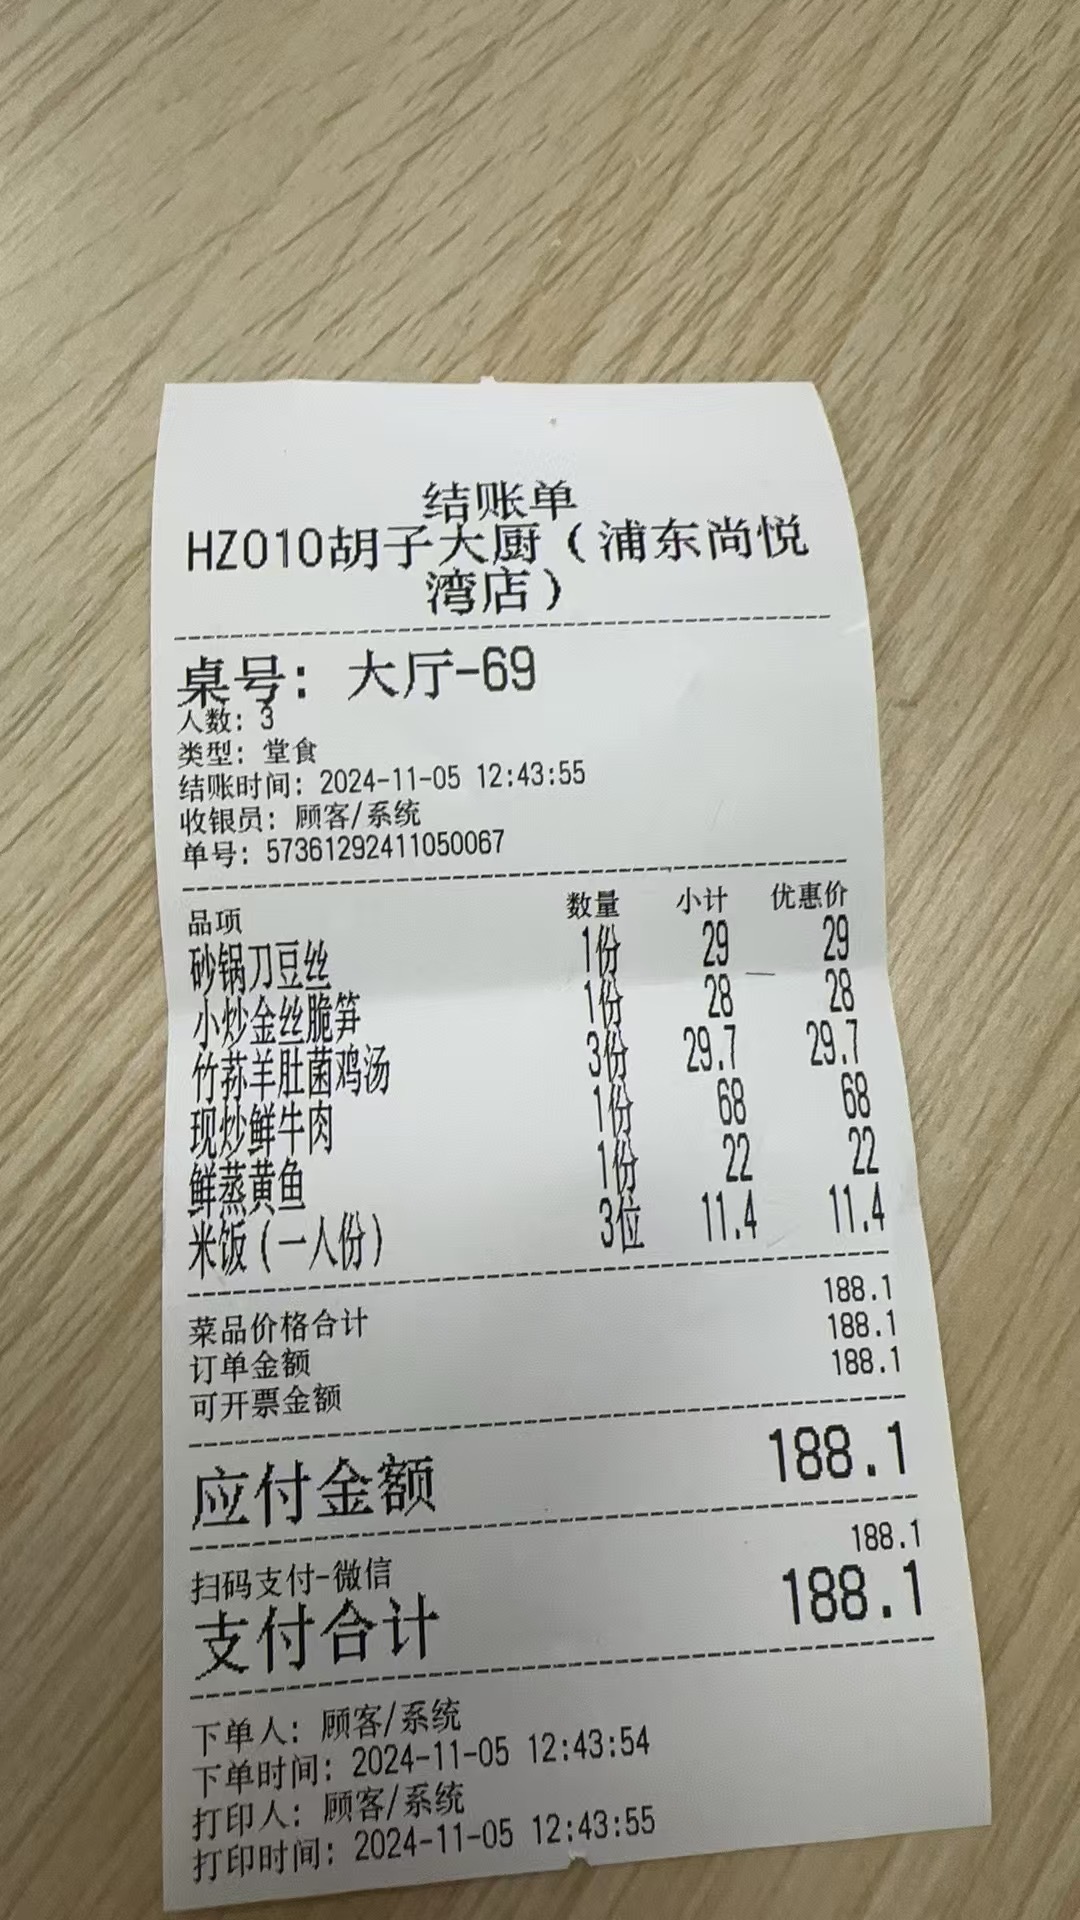 结账单
HZ010胡子大厨（浦东尚悦
湾店）
桌号：大厅-69
人数：3
类型：堂食
结账时间：2024-11-05 12:43:55
收银员：顾客/系统
单号：57361292411050067
品项 数量 小计 优惠价
砂锅刀豆丝 1份 29 29
小炒金丝脆笋 1份 28 28
竹荪羊肚菌鸡汤 3份 29.7 29.7
现炒鲜牛肉 1份 68 68
鲜蒸黄鱼 1份 22 22
米饭（一人份） 3位 11.4 11.4
菜品价格合计 188.1
订单金额 188.1
可开票金额 188.1
应付金额 188.1
扫码支付-微信 188.1
支付合计 188.1
下单人：顾客/系统
下单时间：2024-11-05 12:43:54
打印人：顾客/系统
打印时间：2024-11-05 12:43:55